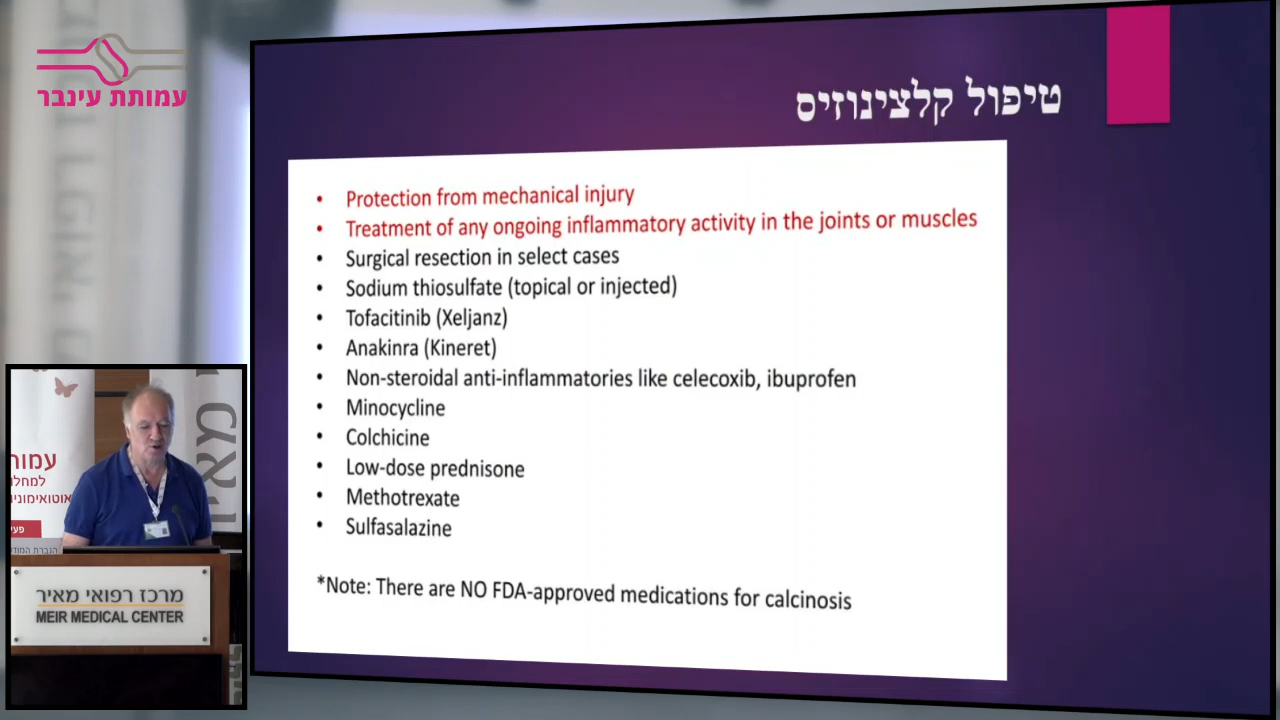 עמותת עינבר
טיפול קלצינוזיס
• Protection from mechanical injury
• Treatment of any ongoing inflammatory activity in the joints or muscles
• Surgical resection in select cases
• Sodium thiosulfate (topical or injected)
• Tofacitinib (Xeljanz)
• Anakinra (Kineret)
• Non-steroidal anti-inflammatories like celecoxib, ibuprofen
• Minocycline
• Colchicine
• Low-dose prednisone
• Methotrexate
• Sulfasalazine
*Note: There are NO FDA-approved medications for calcinosis
מרכז רפואי מאיר
MEIR MEDICAL CENTER